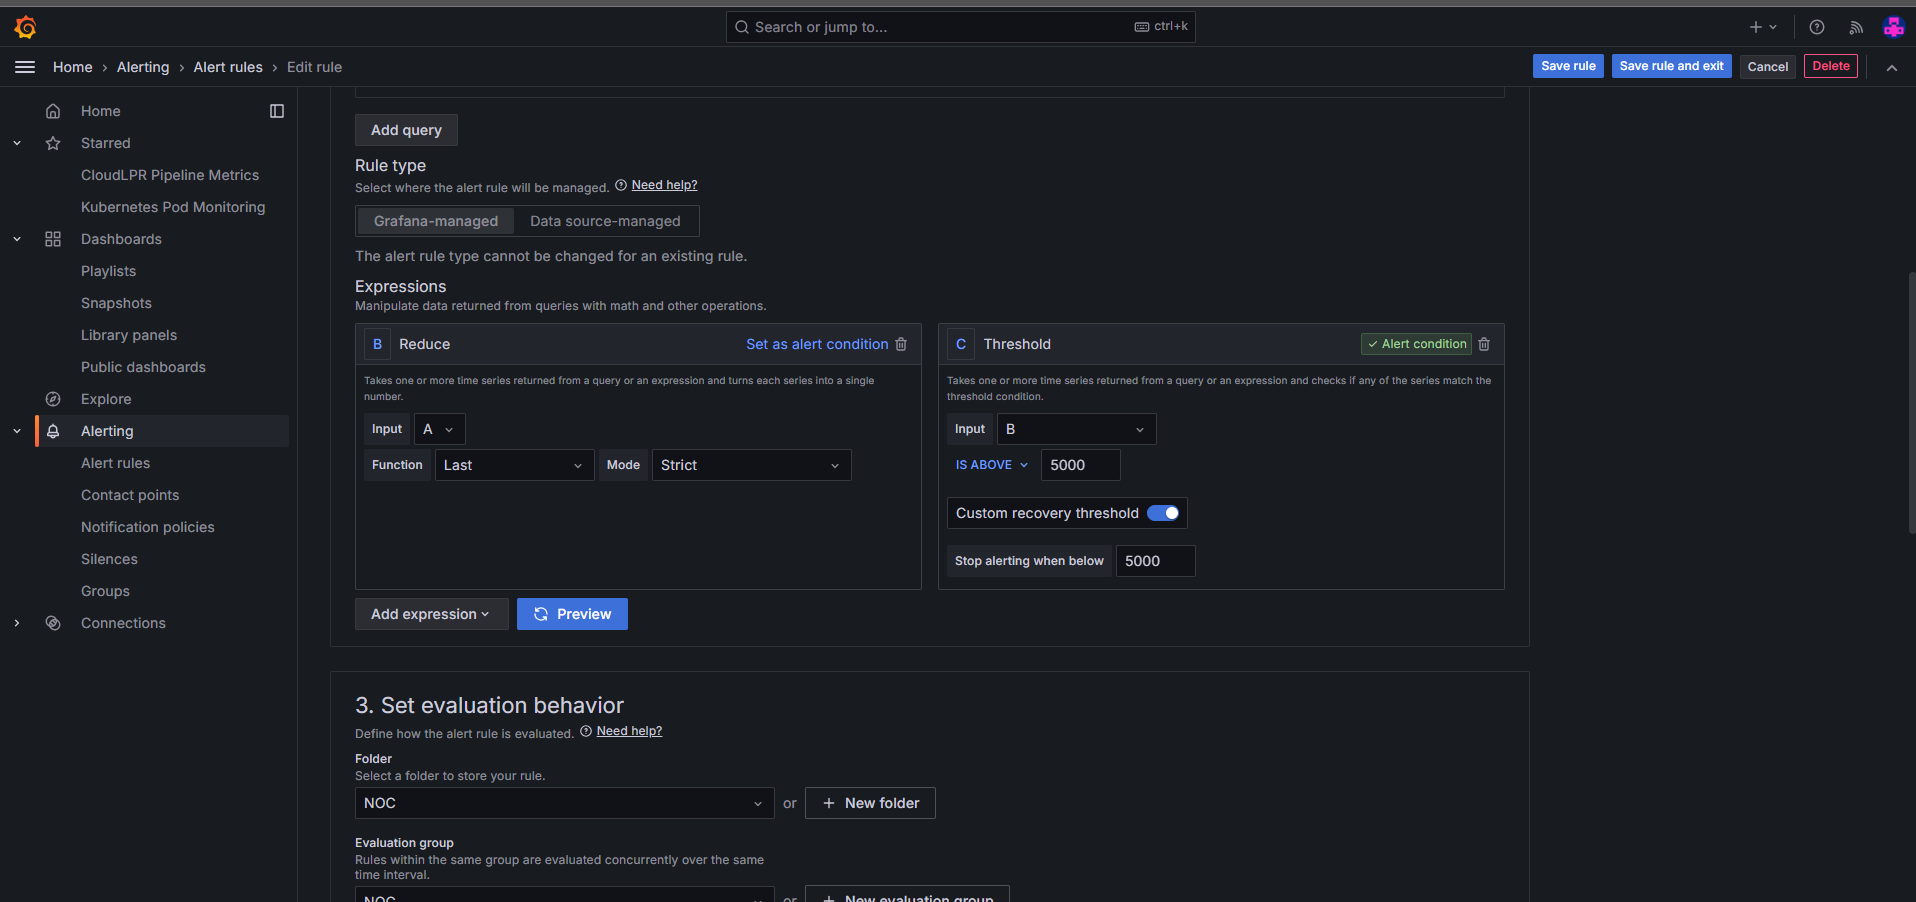 Search or jump to...
ctrl+k
Home
Alerting
Alert rules
Edit rule
Save rule
Save rule and exit
Cancel
Delete
Home
Starred
CloudLPR Pipeline Metrics
Kubernetes Pod Monitoring
Dashboards
Playlists
Snapshots
Library panels
Public dashboards
Explore
Alerting
Alert rules
Contact points
Notification policies
Silences
Groups
Connections
Add query
Rule type
Select where the alert rule will be managed. Need help?
Grafana-managed
Data source-managed
The alert rule type cannot be changed for an existing rule.
Expressions
Manipulate data returned from queries with math and other operations.
B
Reduce
Set as alert condition
Takes one or more time series returned from a query or an expression and turns each series into a single
number.
Input
A
Function
Last
Mode
Strict
C
Threshold
Alert condition
Takes one or more time series returned from a query or an expression and checks if any of the series match the
threshold condition.
Input
B
IS ABOVE
5000
Custom recovery threshold
Stop alerting when below
5000
Add expression
Preview
3. Set evaluation behavior
Define how the alert rule is evaluated. Need help?
Folder
Select a folder to store your rule.
NOC
or
New folder
Evaluation group
Rules within the same group are evaluated concurrently over the same
time interval.
NOC
or
New evaluation group